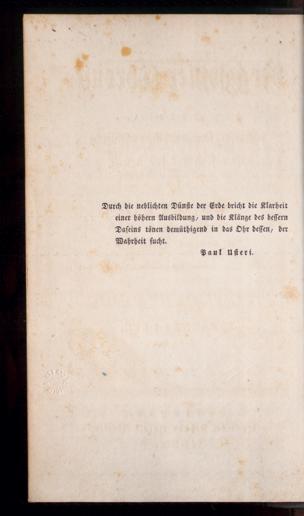 Durch die neblichten Dünste der Erde bricht die Klarheit
einer höhern Ausbildung, und die Klänge des bessern
Daseins tönen demüthigend in das Ohr dessen, der
Wahrheit sucht.
Paul Usteri.